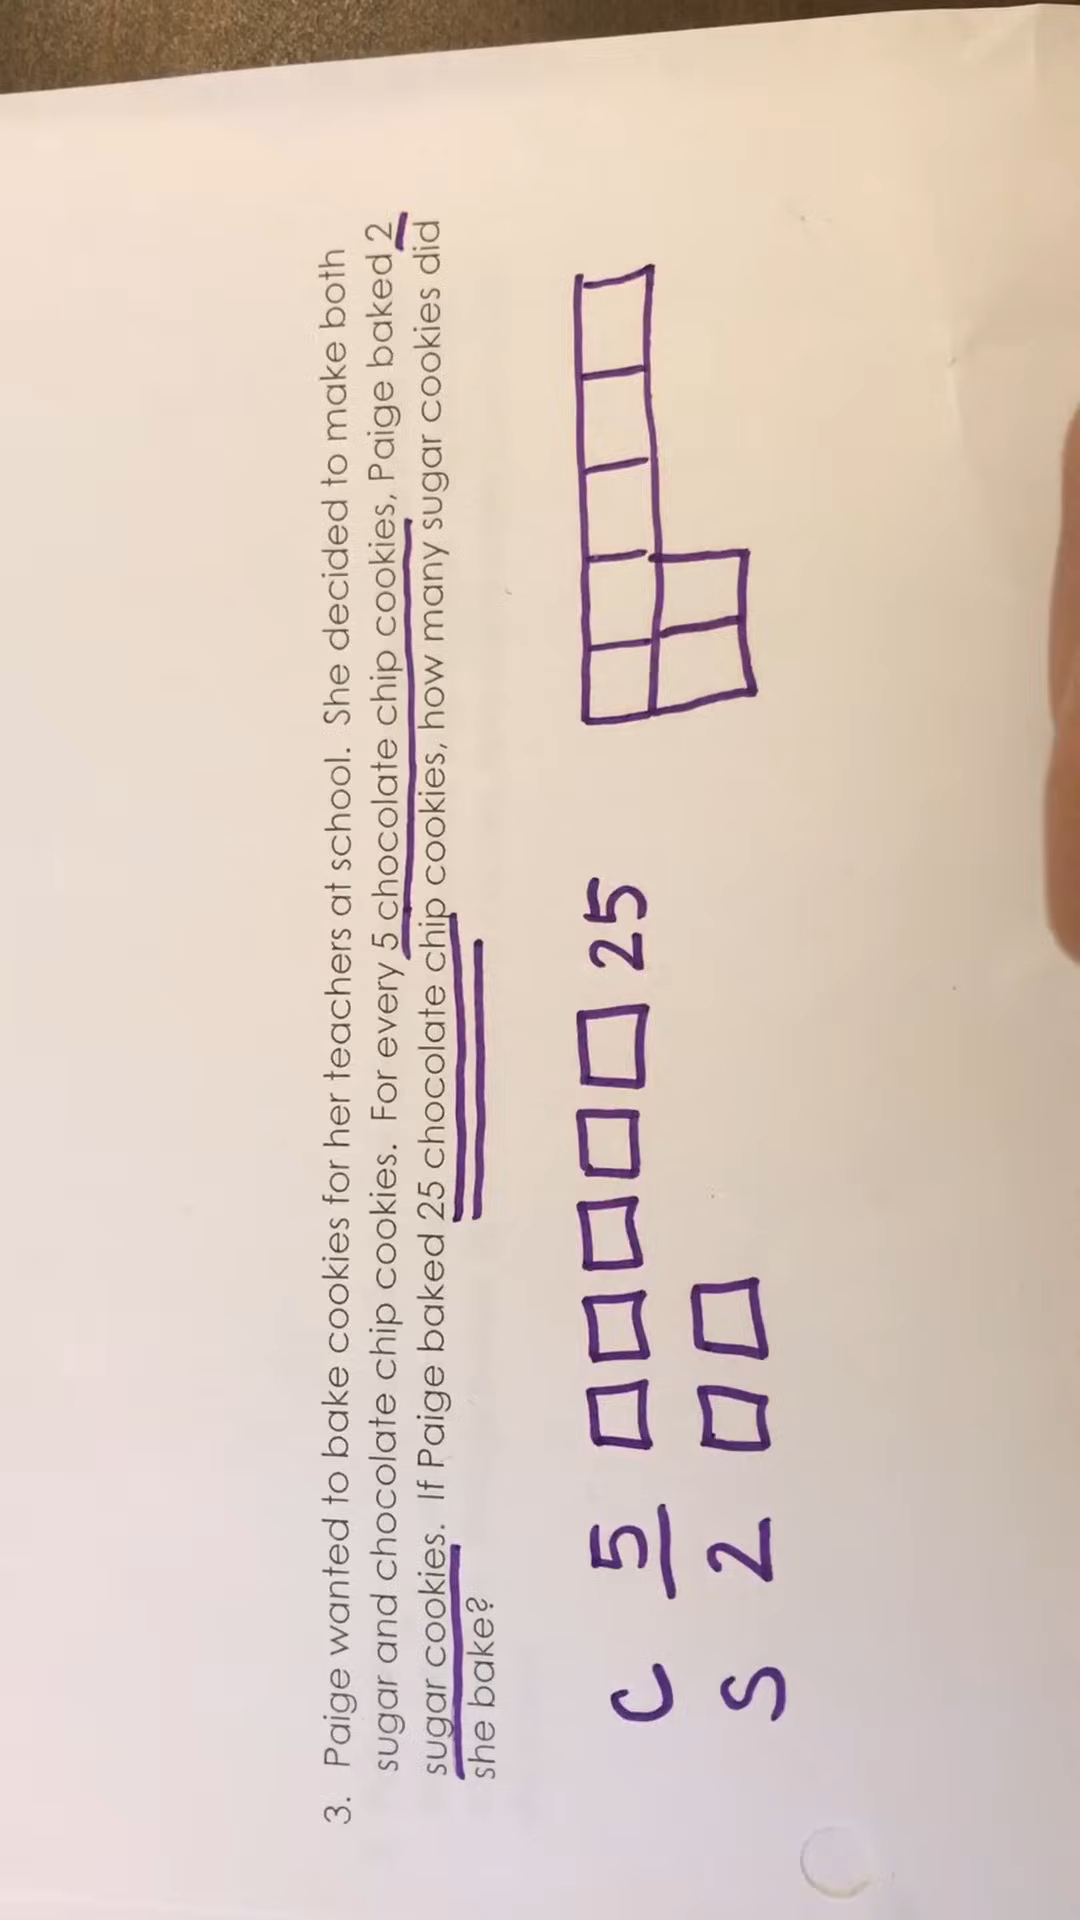 3. Paige wanted to bake cookies for her teachers at school. She decided to make both
sugar and chocolate chip cookies. For every 5 chocolate chip cookies, Paige baked 2
sugar cookies. If Paige baked 25 chocolate chip cookies, how many sugar cookies did
she bake?
C 5 25
S 2